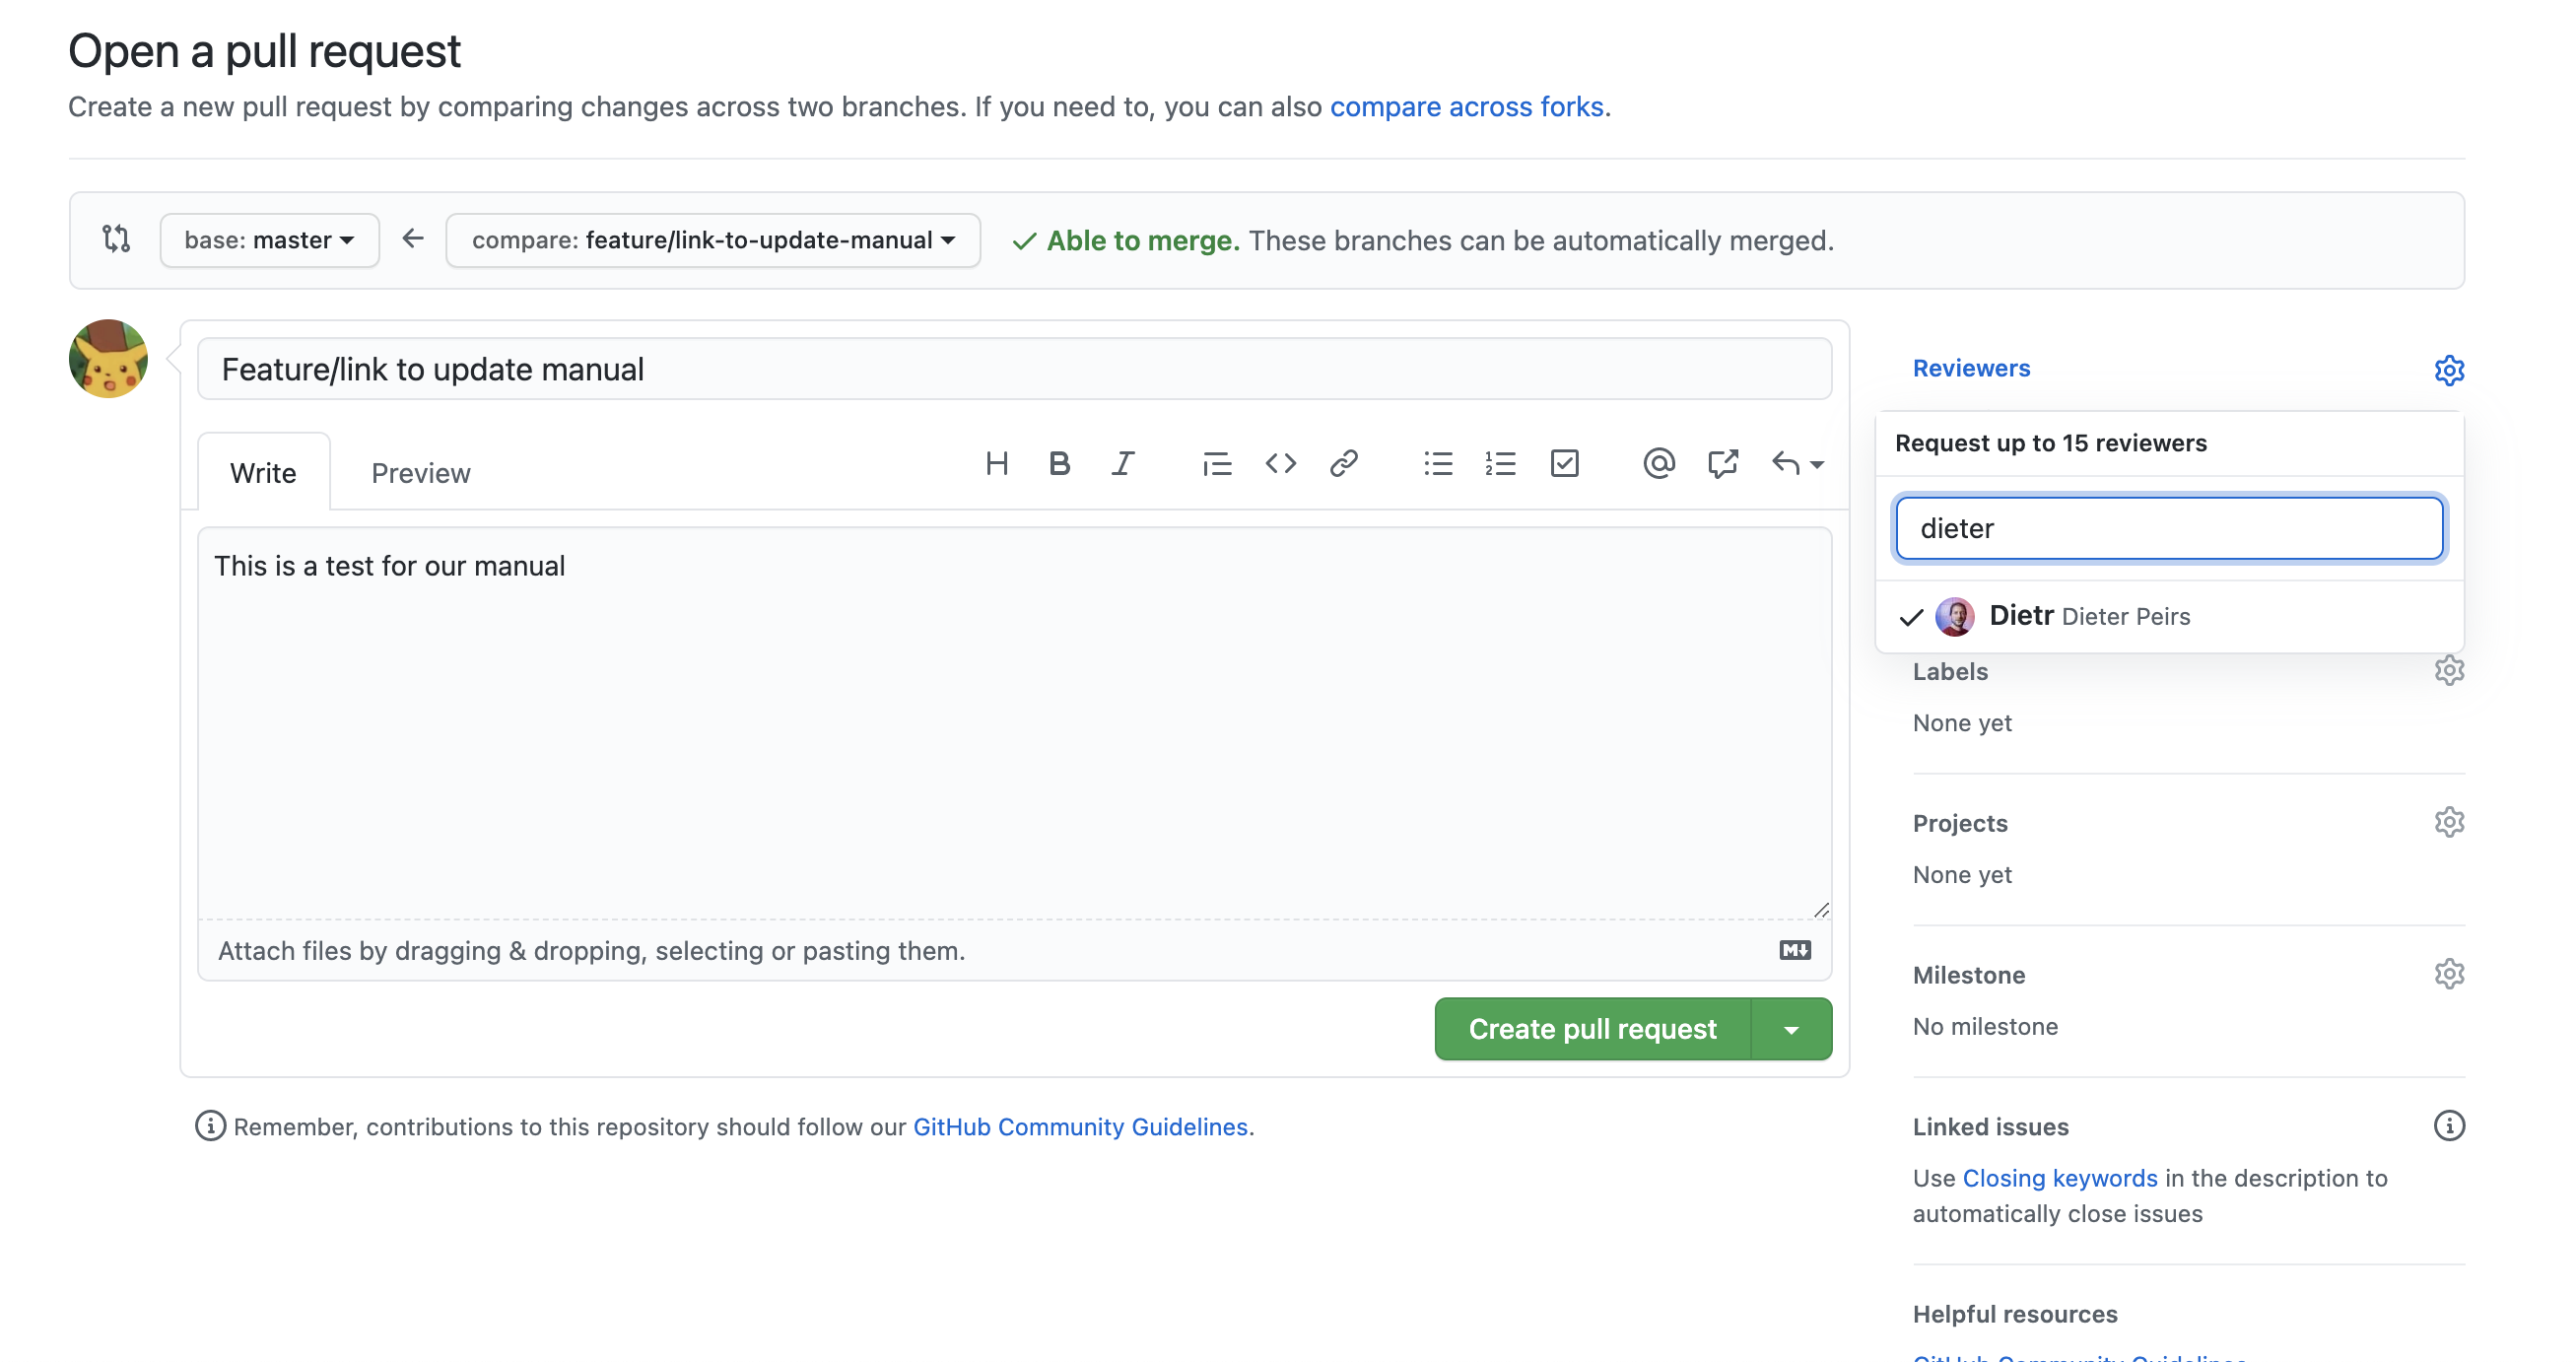 Open a pull request
Create a new pull request by comparing changes across two branches. If you need to, you can also compare across forks.
base: master
compare: feature/link-to-update-manual
Able to merge. These branches can be automatically merged.
Feature/link to update manual
Write
Preview
This is a test for our manual
Attach files by dragging & dropping, selecting or pasting them.
Create pull request
Remember, contributions to this repository should follow our GitHub Community Guidelines.
Reviewers
Request up to 15 reviewers
dieter
Dietr Dieter Peirs
Labels
None yet
Projects
None yet
Milestone
No milestone
Linked issues
Use Closing keywords in the description to
automatically close issues
Helpful resources
GitHub Community Guidelines